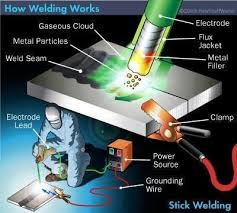 How Welding Works
Electrode
Gaseous Cloud
Flux
Jacket
Metal Particles
Metal
Filler
Weld Seam
Electrode
Lead
Clamp
Power
Source
Grounding
Wire
Stick Welding